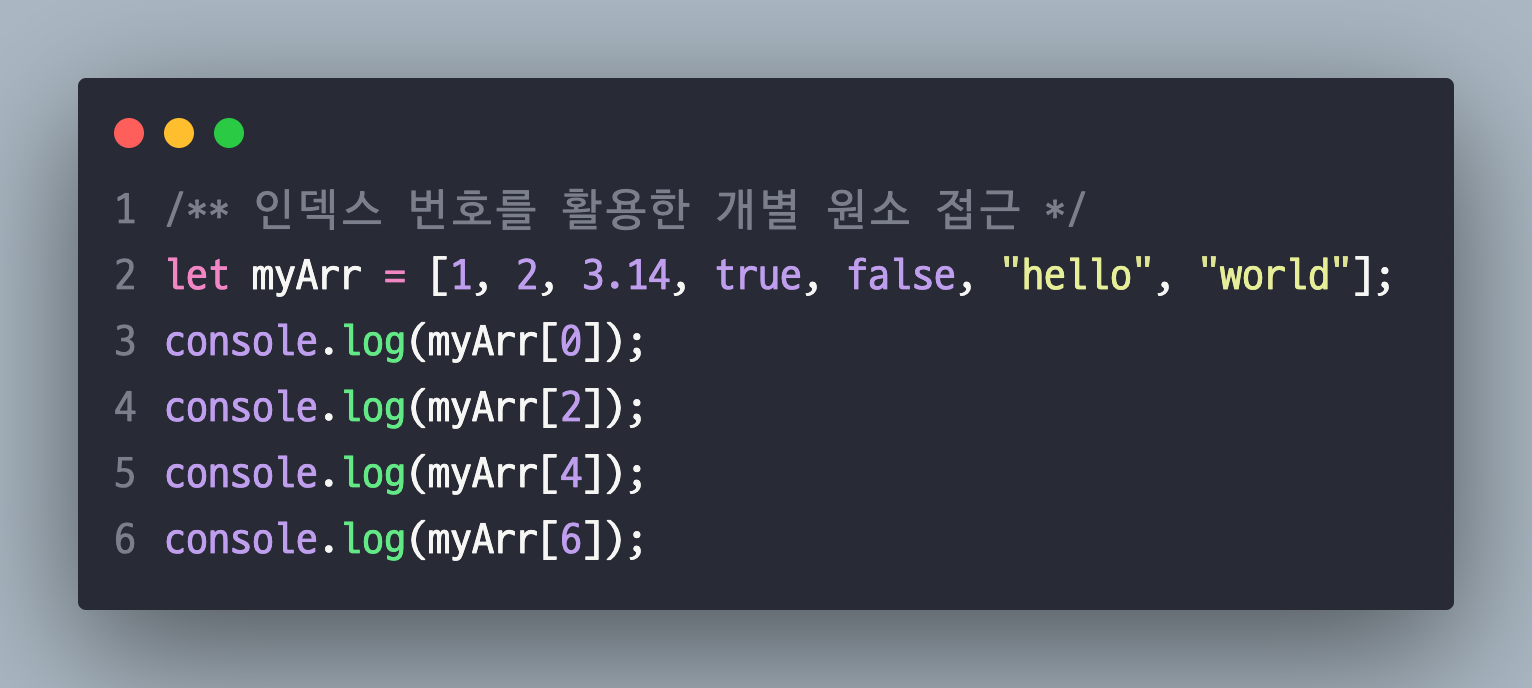 1 /** 인덱스 번호를 활용한 개별 원소 접근 */
2 let myArr = [1, 2, 3.14, true, false, "hello", "world"];
3 console.log(myArr[0]);
4 console.log(myArr[2]);
5 console.log(myArr[4]);
6 console.log(myArr[6]);